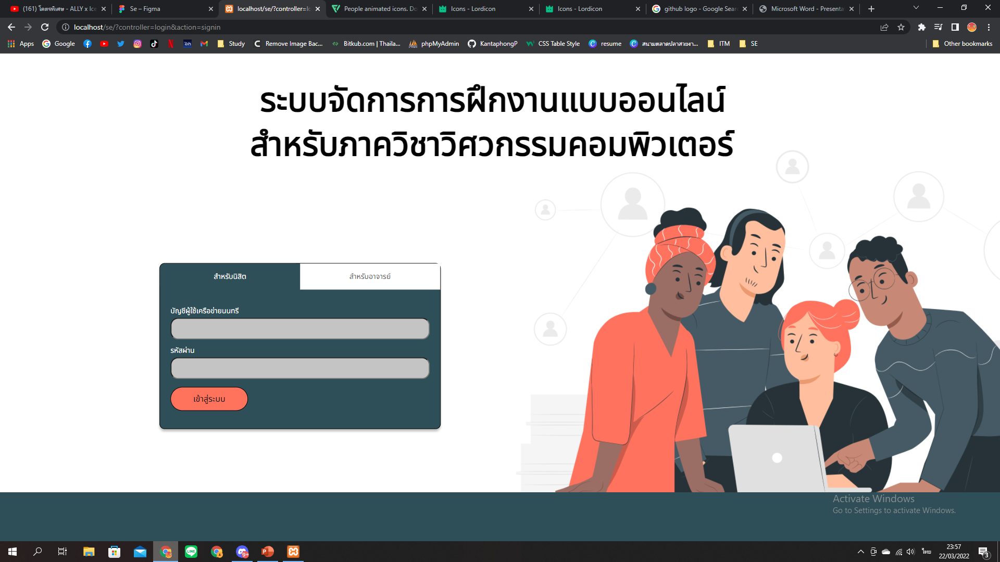 (161) โคตรพิเศษ - ALLY x Ice
Se – Figma
localhost/se/?controller=lo
People animated icons. Do
Icons - Lordicon
Icons - Lordicon
github logo - Google Sear
Microsoft Word - Presenta
localhost/se/?controller=login&action=signin
Apps
Google
Study
Remove Image Bac...
Bitkub.com | Thaila...
phpMyAdmin
KantaphongP
CSS Table Style
resume
สนามตลาดปลาสวยงา...
ITM
SE
Other bookmarks
ระบบจัดการการฝึกงานแบบออนไลน์
สำหรับภาควิชาวิศวกรรมคอมพิวเตอร์
สำหรับนิสิต
สำหรับอาจารย์
บัญชีผู้ใช้เครือข่ายนนทรี
รหัสผ่าน
เข้าสู่ระบบ
Activate Windows
Go to Settings to activate Windows.
9+
ไทย
23:57
22/03/2022
3